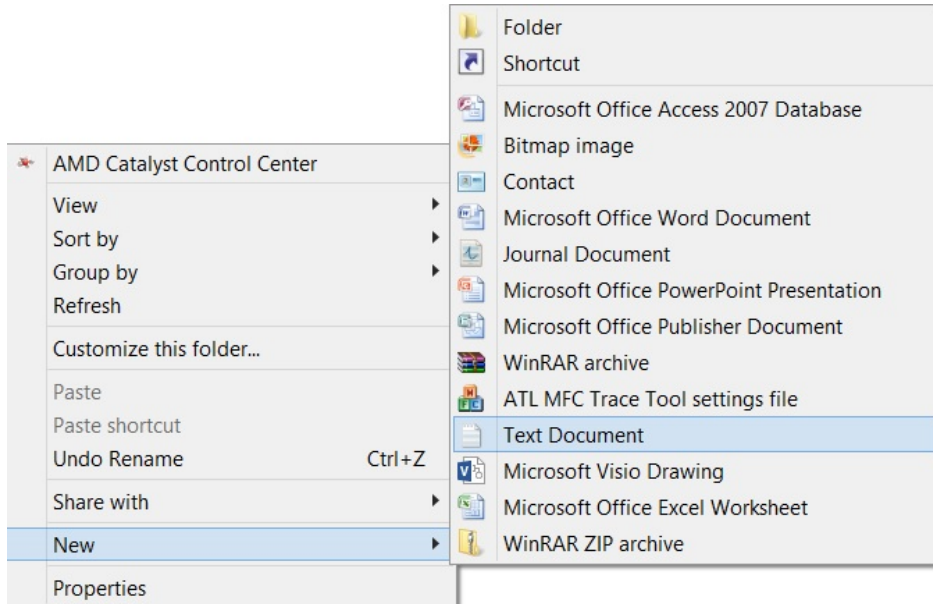 AMD Catalyst Control Center
View
Sort by
Group by
Refresh
Customize this folder...
Paste
Paste shortcut
Undo Rename Ctrl+Z
Share with
New
Properties
Folder
Shortcut
Microsoft Office Access 2007 Database
Bitmap image
Contact
Microsoft Office Word Document
Journal Document
Microsoft Office PowerPoint Presentation
Microsoft Office Publisher Document
WinRAR archive
ATL MFC Trace Tool settings file
Text Document
Microsoft Visio Drawing
Microsoft Office Excel Worksheet
WinRAR ZIP archive